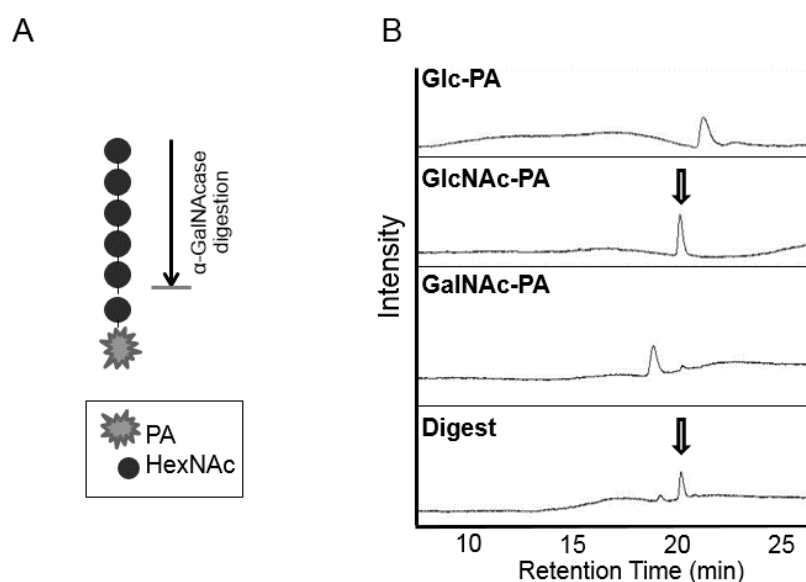 A
α-GalNAcase
digestion
PA
HexNAc
B
Glc-PA
GlcNAc-PA
GalNAc-PA
Digest
Intensity
10 15 20 25
Retention Time (min)